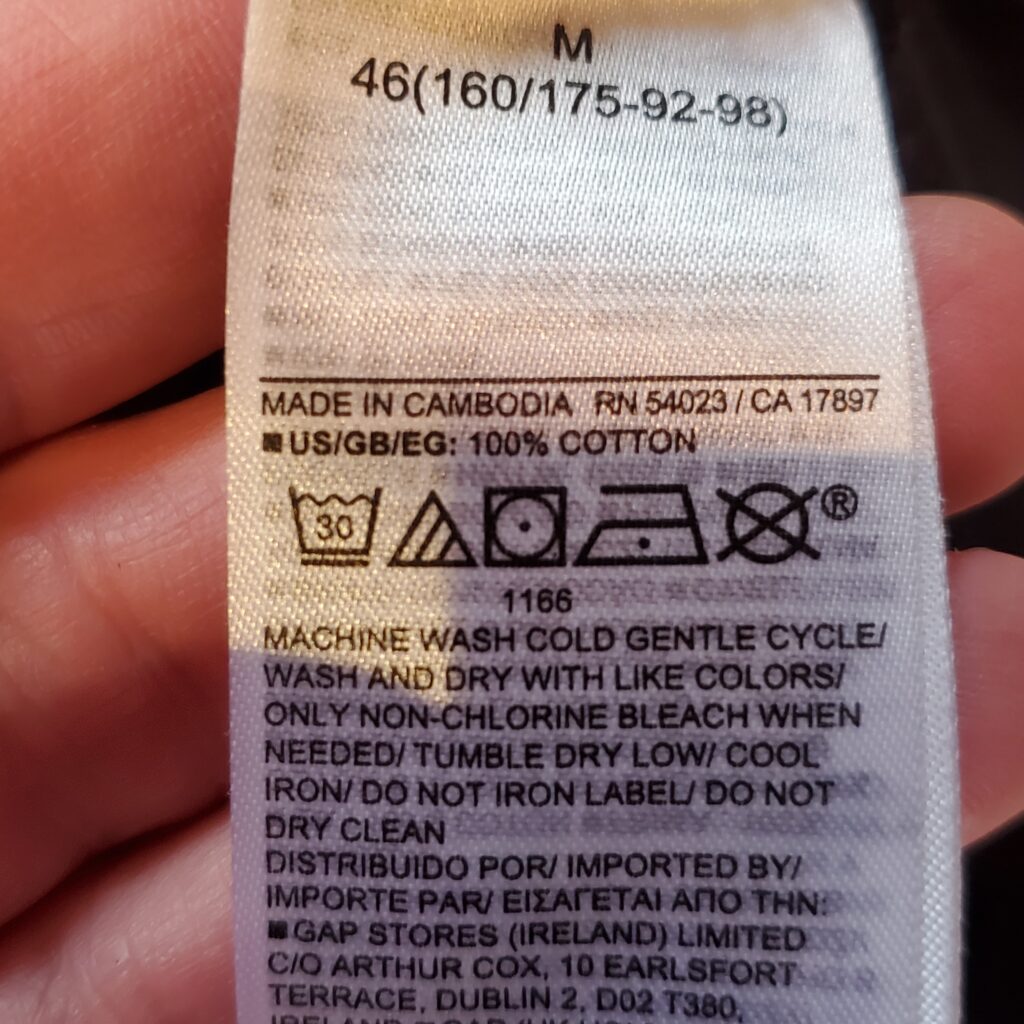 M
46(160/175-92-98)
MADE IN CAMBODIA RN 54023 / CA 17897
■ US/GB/EG: 100% COTTON
30 ®
1166
MACHINE WASH COLD GENTLE CYCLE/
WASH AND DRY WITH LIKE COLORS/
ONLY NON-CHLORINE BLEACH WHEN
NEEDED/ TUMBLE DRY LOW/ COOL
IRON/ DO NOT IRON LABEL/ DO NOT
DRY CLEAN
DISTRIBUIDO POR/ IMPORTED BY/
IMPORTE PAR/ ΕΙΣΑΓΕΤΑΙ ΑΠΟ ΤΗΝ:
■ GAP STORES (IRELAND) LIMITED
C/O ARTHUR COX, 10 EARLSFORT
TERRACE, DUBLIN 2, D02 T380,